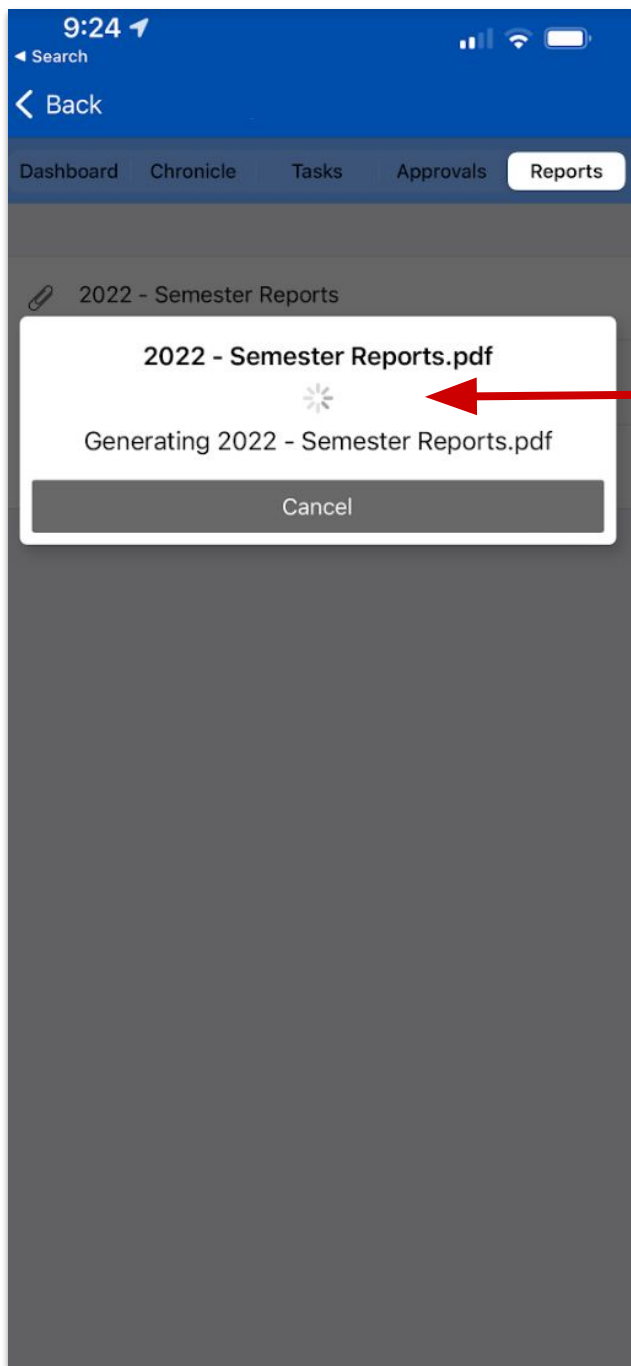 9:24
◀ Search
Back
Dashboard Chronicle Tasks Approvals Reports
2022 - Semester Reports
2022 - Semester Reports.pdf
Generating 2022 - Semester Reports.pdf
Cancel